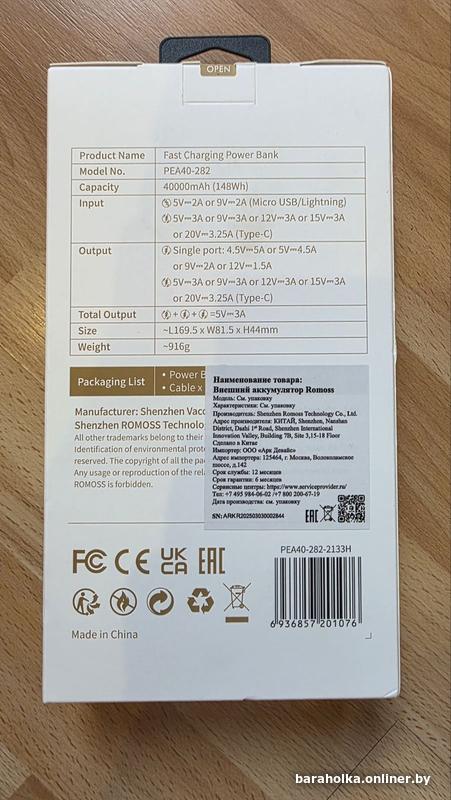 OPEN
Product Name Fast Charging Power Bank
Model No. PEA40-282
Capacity 40000mAh (148Wh)
Input 5V⎓2A or 9V⎓2A (Micro USB/Lightning)
5V⎓3A or 9V⎓3A or 12V⎓3A or 15V⎓3A
or 20V⎓3.25A (Type-C)
Output Single port: 4.5V⎓5A or 5V⎓4.5A
or 9V⎓2A or 12V⎓1.5A
5V⎓3A or 9V⎓3A or 12V⎓3A or 15V⎓3A
or 20V⎓3.25A (Type-C)
Total Output + + =5V⎓3A
Size ~L169.5 x W81.5 x H44mm
Weight ~916g
Packaging List • Power B
• Cable x
Manufacturer: Shenzhen Vacc
Shenzhen ROMOSS Technolo
All other trademarks belong to their
Identification of environmental prote
reserved. The copyright of all the pa
Any usage or reproduction of the rela
ROMOSS is forbidden.
Наименование товара:
Внешний аккумулятор Romoss
Модель: См. упаковку
Характеристики: См. упаковку
Производитель: Shenzhen Romoss Technology Co., Ltd.
Адрес производителя: КИТАЙ, Shenzhen, Nanshan
District, Dashi 1st Road, Shenzhen International
Innovation Valley, Building 7B, Site 3,15-18 Floor
Сделано в Китае
Импортер: ООО «Арк Девайс»
Адрес импортера: 125464, г. Москва, Волоколамское
шоссе, д.142
Срок службы: 12 месяцев
Срок гарантии: 6 месяцев
Сервисные центры: https://www.serviceprovider.ru/
Тел: +7 495 984-06-02 /+7 800 200-67-19
Дата производства: см. упаковку
SN: ARKR202503030002844
EAC
FC CE UK CA EAC
PEA40-282-2133H
6 936857 201076
Made in China
baraholka.onliner.by